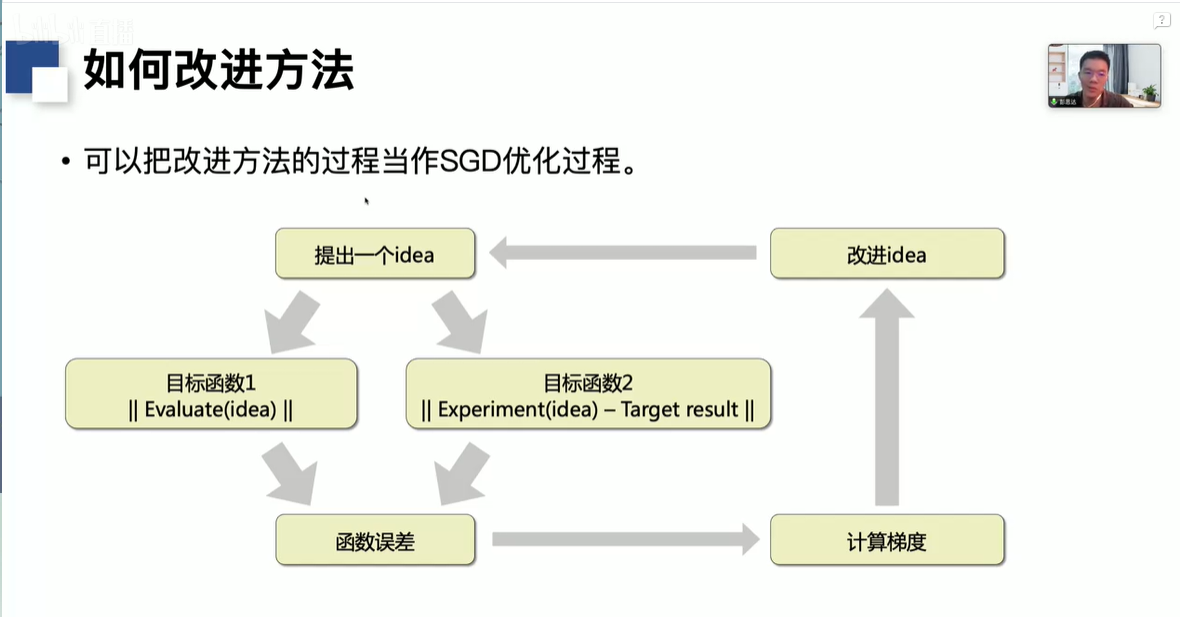 如何改进方法
?
• 可以把改进方法的过程当作SGD优化过程。
提出一个idea
改进idea
目标函数1
|| Evaluate(idea) ||
目标函数2
|| Experiment(idea) – Target result ||
函数误差
计算梯度